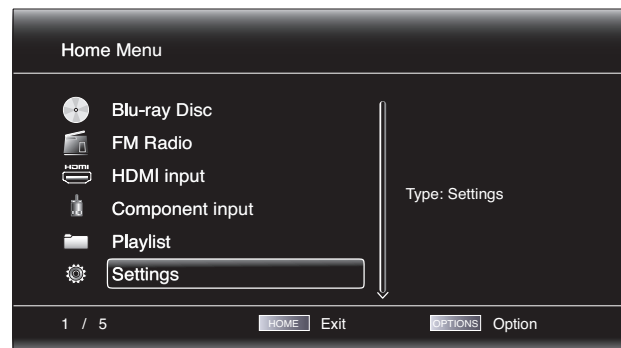 Home Menu
Blu-ray Disc
FM Radio
HDMI
HDMI input
Component input
Type: Settings
Playlist
Settings
1 / 5
HOME Exit
OPTIONS Option